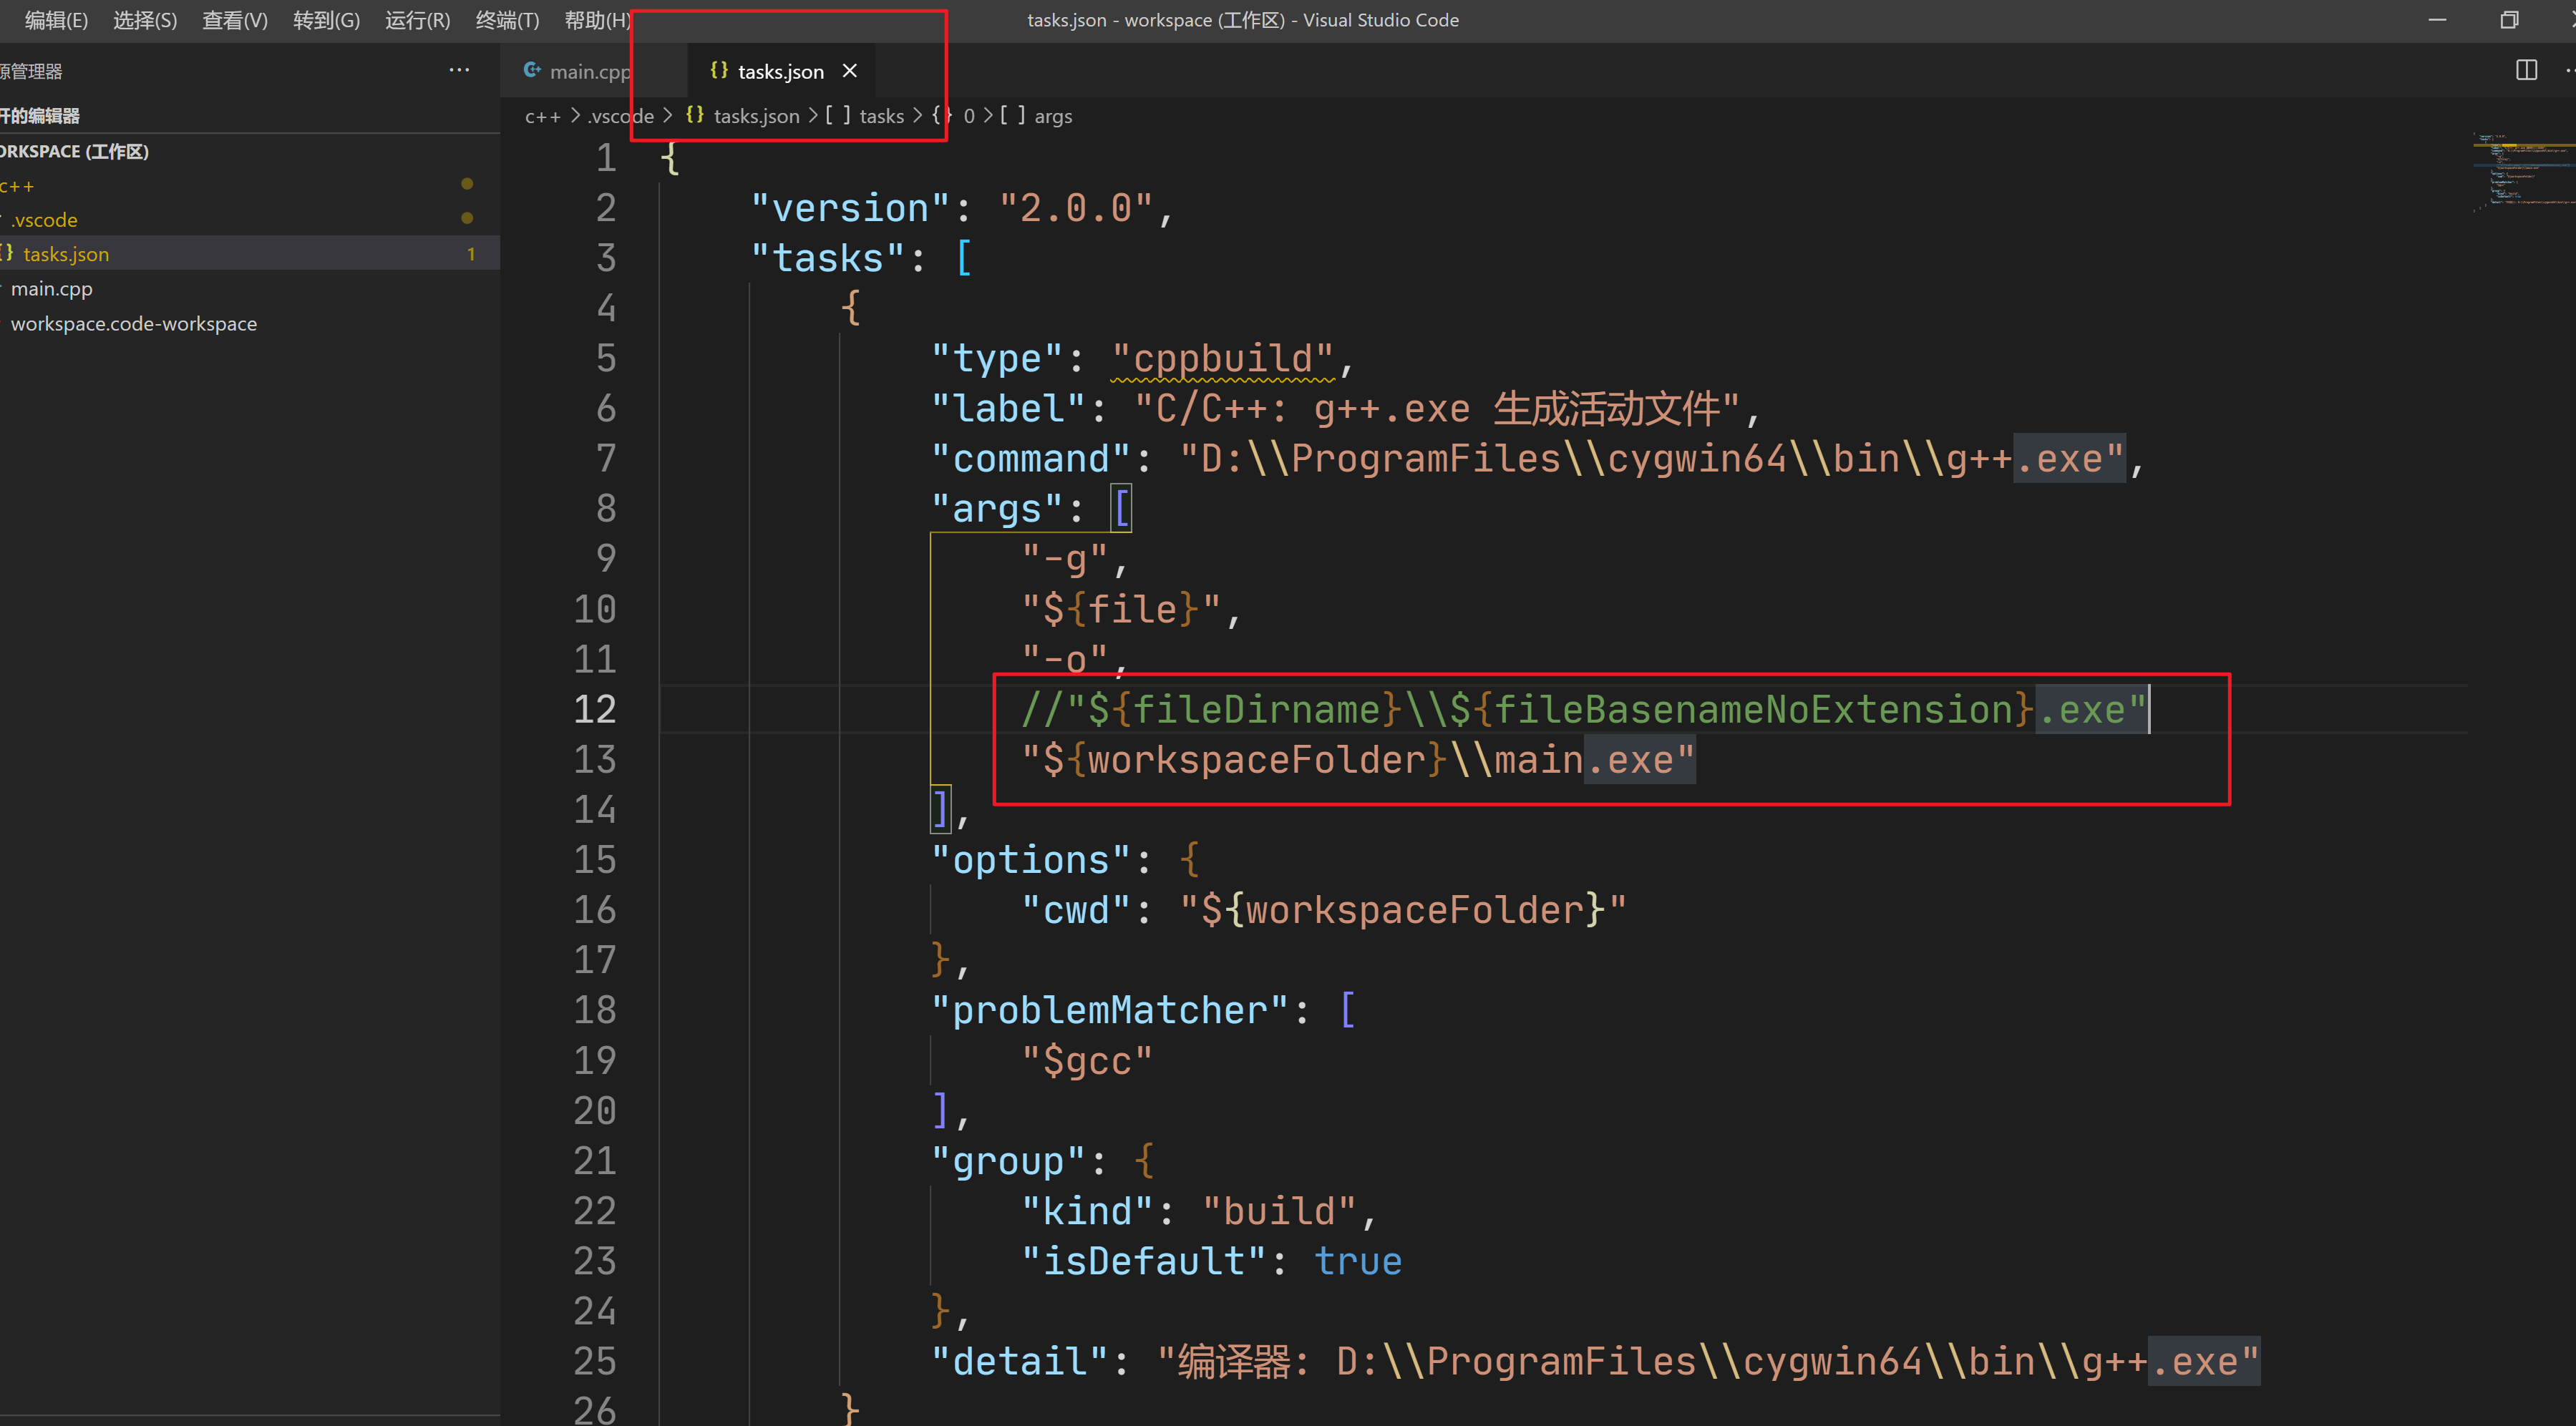 编辑(E) 选择(S) 查看(V) 转到(G) 运行(R) 终端(T) 帮助(H) tasks.json - workspace (工作区) - Visual Studio Code
源管理器 ···
main.cpp {} tasks.json ×
开的编辑器
c++ > .vscode > {} tasks.json > [ ] tasks > {} 0 > [ ] args
ORKSPACE (工作区)
c++
.vscode
{} tasks.json 1
main.cpp
workspace.code-workspace
1 {
2 "version": "2.0.0",
3 "tasks": [
4 {
5 "type": "cppbuild",
6 "label": "C/C++: g++.exe 生成活动文件",
7 "command": "D:\\ProgramFiles\\cygwin64\\bin\\g++.exe",
8 "args": [
9 "-g",
10 "${file}",
11 "-o",
12 //"${fileDirname}\\${fileBasenameNoExtension}.exe"
13 "${workspaceFolder}\\main.exe"
14 ],
15 "options": {
16 "cwd": "${workspaceFolder}"
17 },
18 "problemMatcher": [
19 "$gcc"
20 ],
21 "group": {
22 "kind": "build",
23 "isDefault": true
24 },
25 "detail": "编译器: D:\\ProgramFiles\\cygwin64\\bin\\g++.exe"
26 }